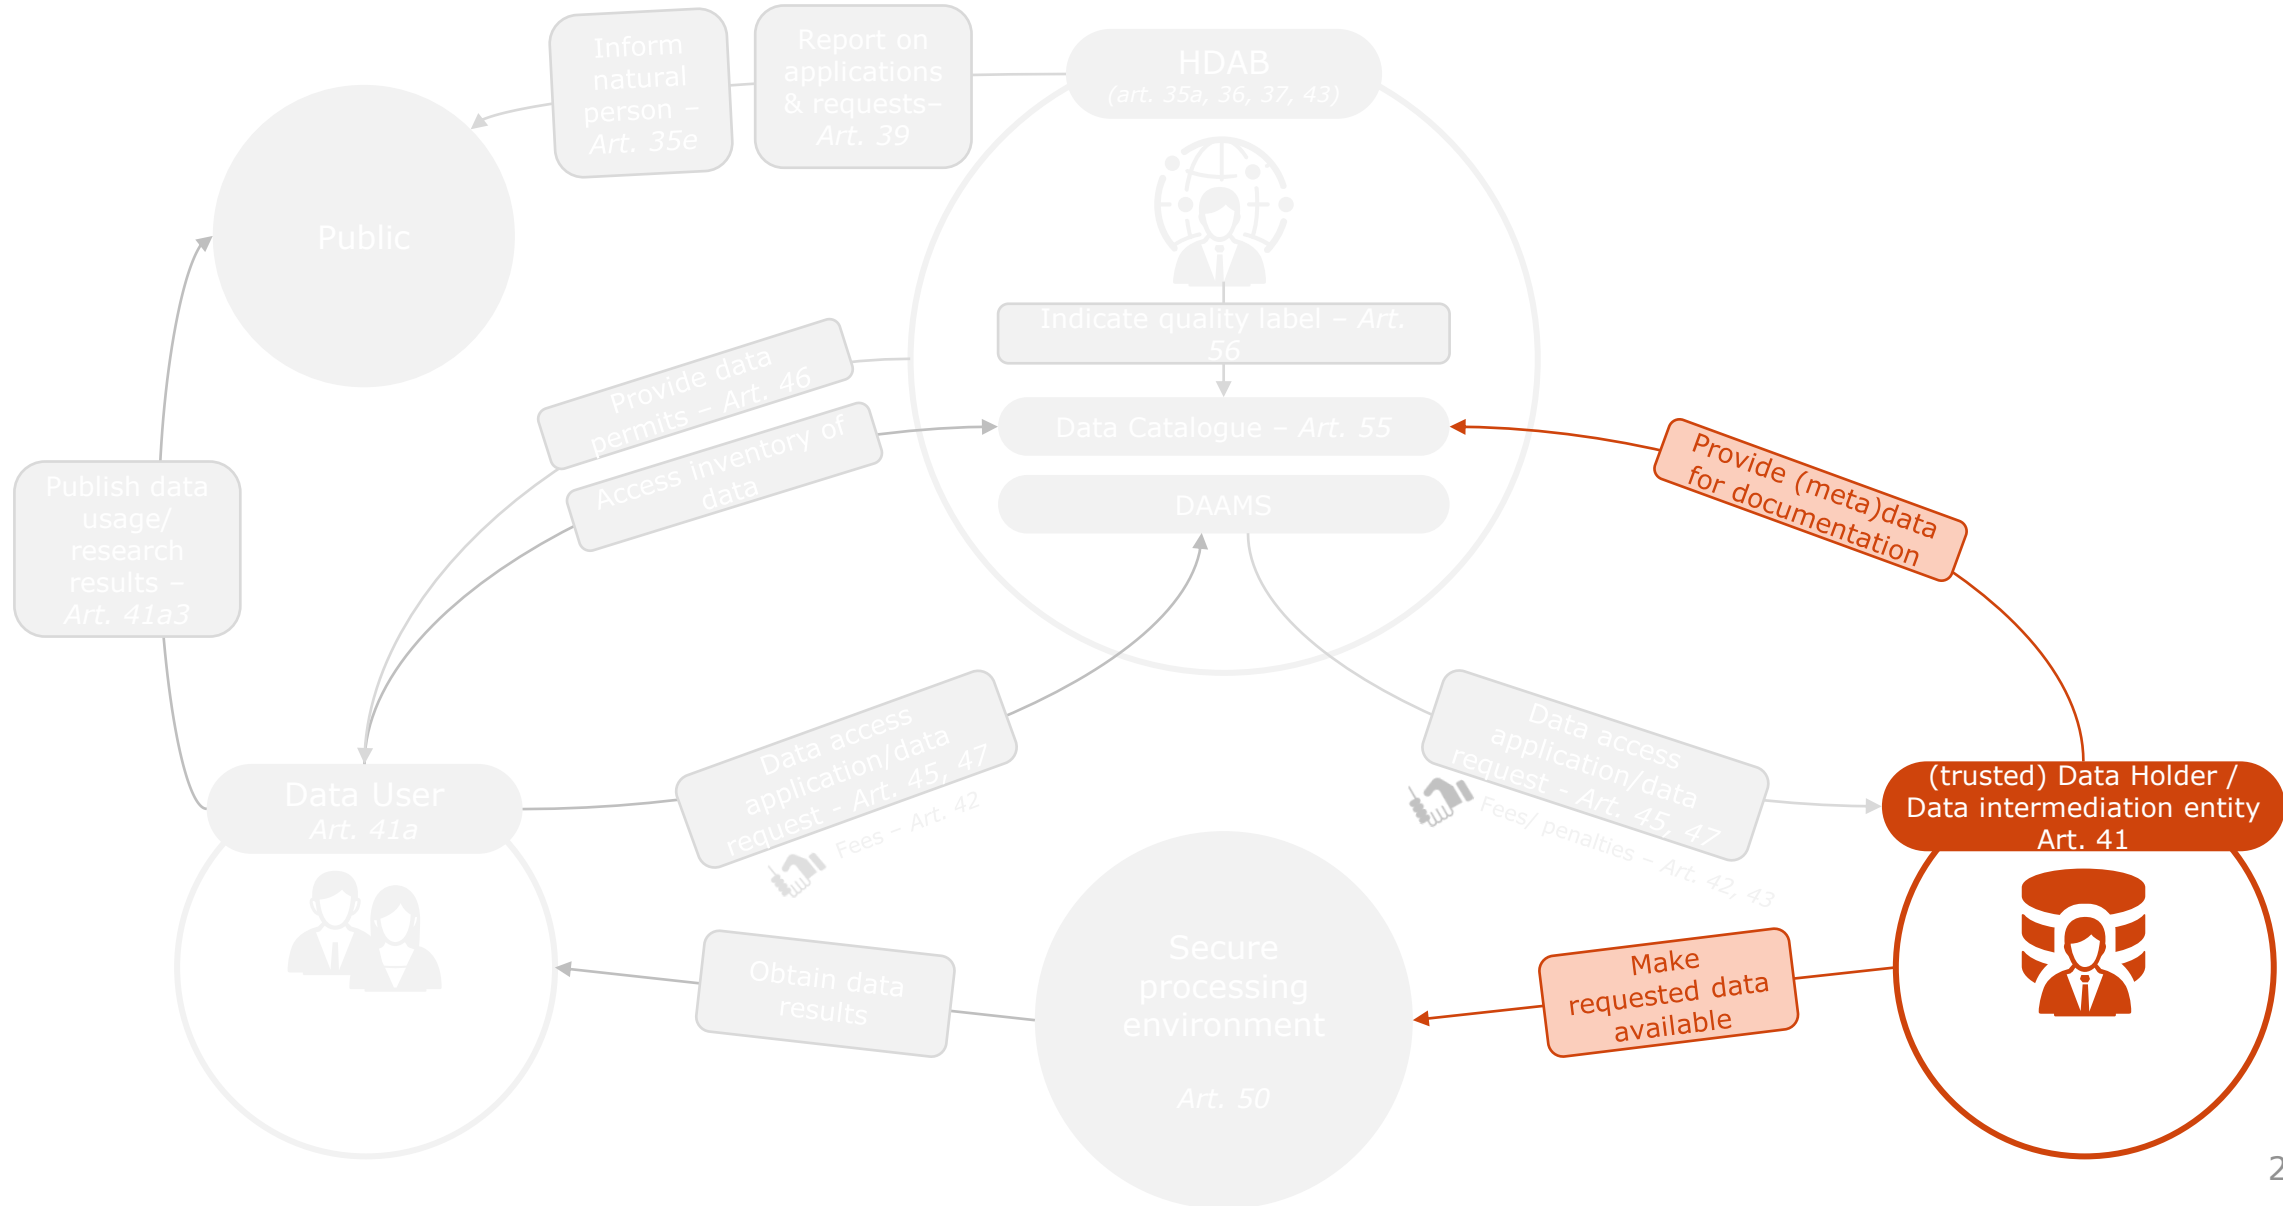 Inform
natural
person –
Art. 35e
Report on
applications
& requests–
Art. 39
HDAB
(art. 35a, 36, 37, 43)
Public
Indicate quality label – Art.
56
Provide data
permits – Art. 46
Data Catalogue – Art. 55
Access inventory of
data
Provide (meta)data
for documentation
DAAMS
Publish data
usage/
research
results –
Art. 41a3
Data access
application/data
request - Art. 45, 47
Fees – Art. 42
Data access
application/data
request - Art. 45, 47
Fees/ penalties – Art. 42, 43
Data User
Art. 41a
(trusted) Data Holder /
Data intermediation entity
Art. 41
Obtain data
results
Secure
processing
environment
Art. 50
Make
requested data
available
2